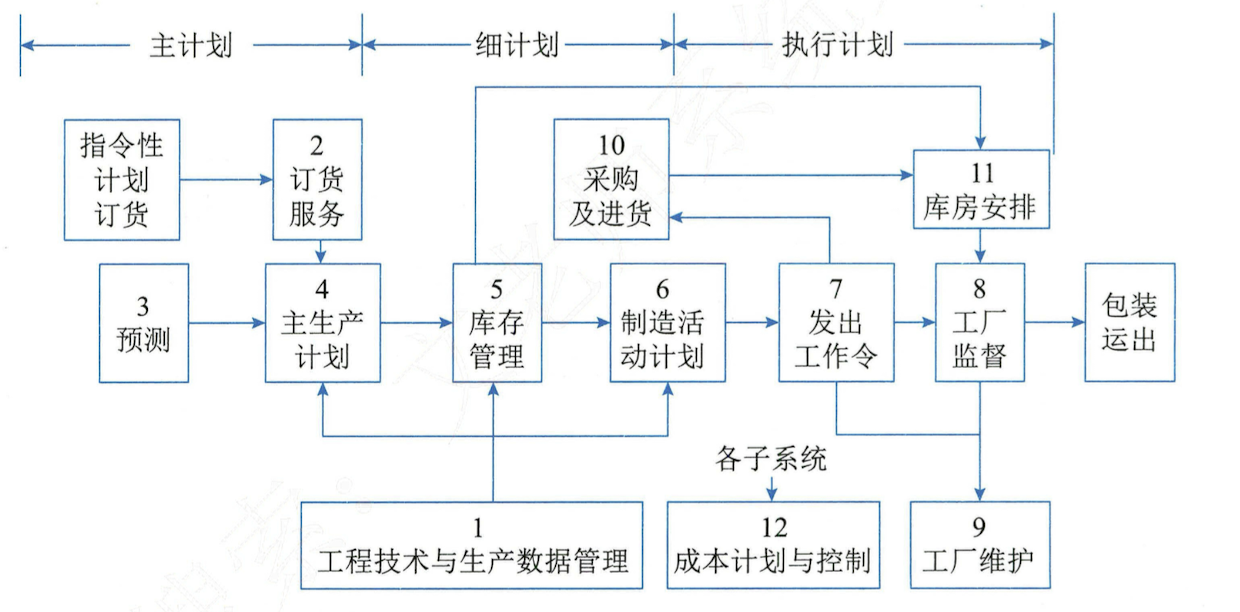 主计划
细计划
执行计划
指令性
计划
订货
2
订货
服务
10
采购
及进货
11
库房安排
3
预测
4
主生产
计划
5
库存
管理
6
制造活
动计划
7
发出
工作令
8
工厂
监督
包装
运出
各子系统
1
工程技术与生产数据管理
12
成本计划与控制
9
工厂维护